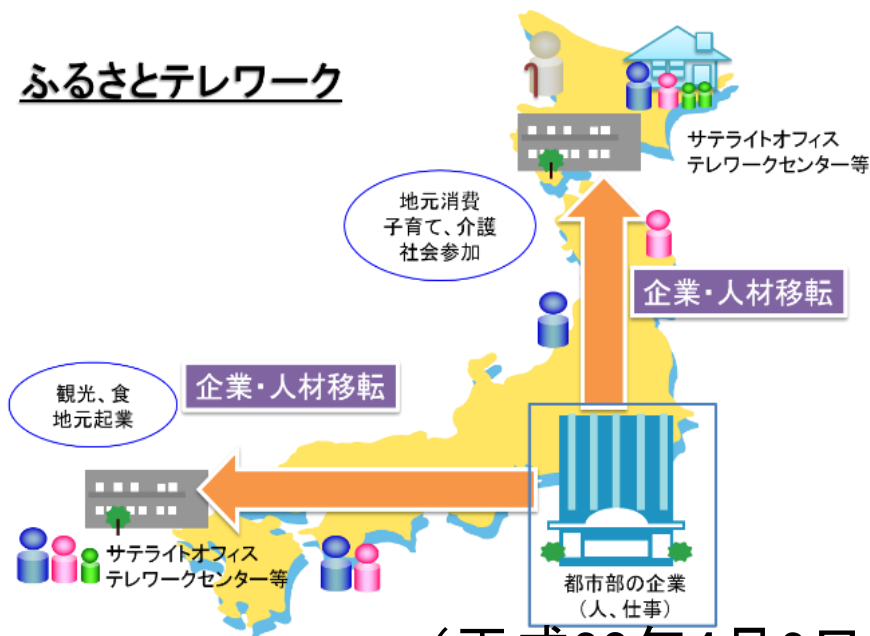 ふるさとテレワーク
サテライトオフィス
テレワークセンター等
地元消費
子育て、介護
社会参加
企業・人材移転
企業・人材移転
観光、食
地元起業
サテライトオフィス
テレワークセンター等
都市部の企業
(人、仕事)